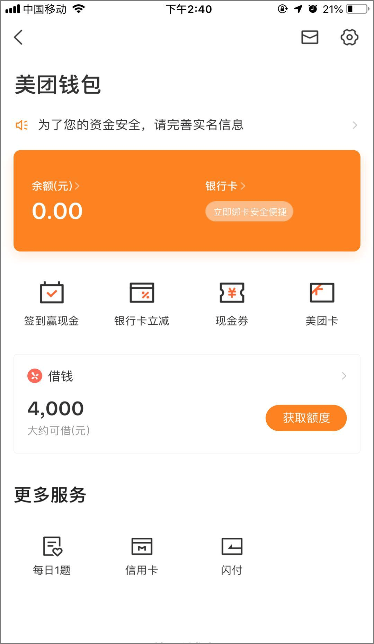 中国移动 下午2:40 21%
美团钱包
为了您的资金安全，请完善实名信息
余额(元) 银行卡
0.00 立即绑卡安全便捷
签到赢现金 银行卡立减 现金券 美团卡
借钱
4,000
大约可借(元) 获取额度
更多服务
每日1题 信用卡 闪付